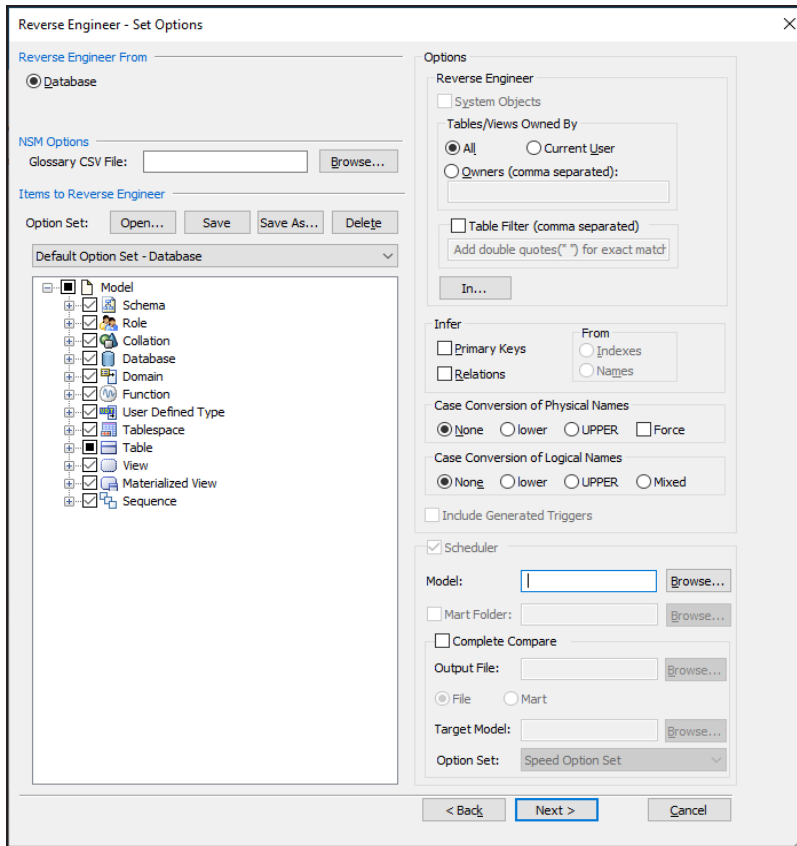 Reverse Engineer - Set Options
Reverse Engineer From
Database
NSM Options
Glossary CSV File:
Browse...
Items to Reverse Engineer
Option Set:
Open...
Save
Save As...
Delete
Default Option Set - Database
Model
Schema
Role
Collation
Database
Domain
Function
User Defined Type
Tablespace
Table
View
Materialized View
Sequence
Options
Reverse Engineer
System Objects
Tables/Views Owned By
All
Current User
Owners (comma separated):
Table Filter (comma separated)
Add double quotes(" ") for exact match
In...
Infer
Primary Keys
Relations
From
Indexes
Names
Case Conversion of Physical Names
None
lower
UPPER
Force
Case Conversion of Logical Names
None
lower
UPPER
Mixed
Include Generated Triggers
Scheduler
Model:
Browse...
Mart Folder:
Browse...
Complete Compare
Output File:
Browse...
File
Mart
Target Model:
Browse...
Option Set:
Speed Option Set
< Back
Next >
Cancel